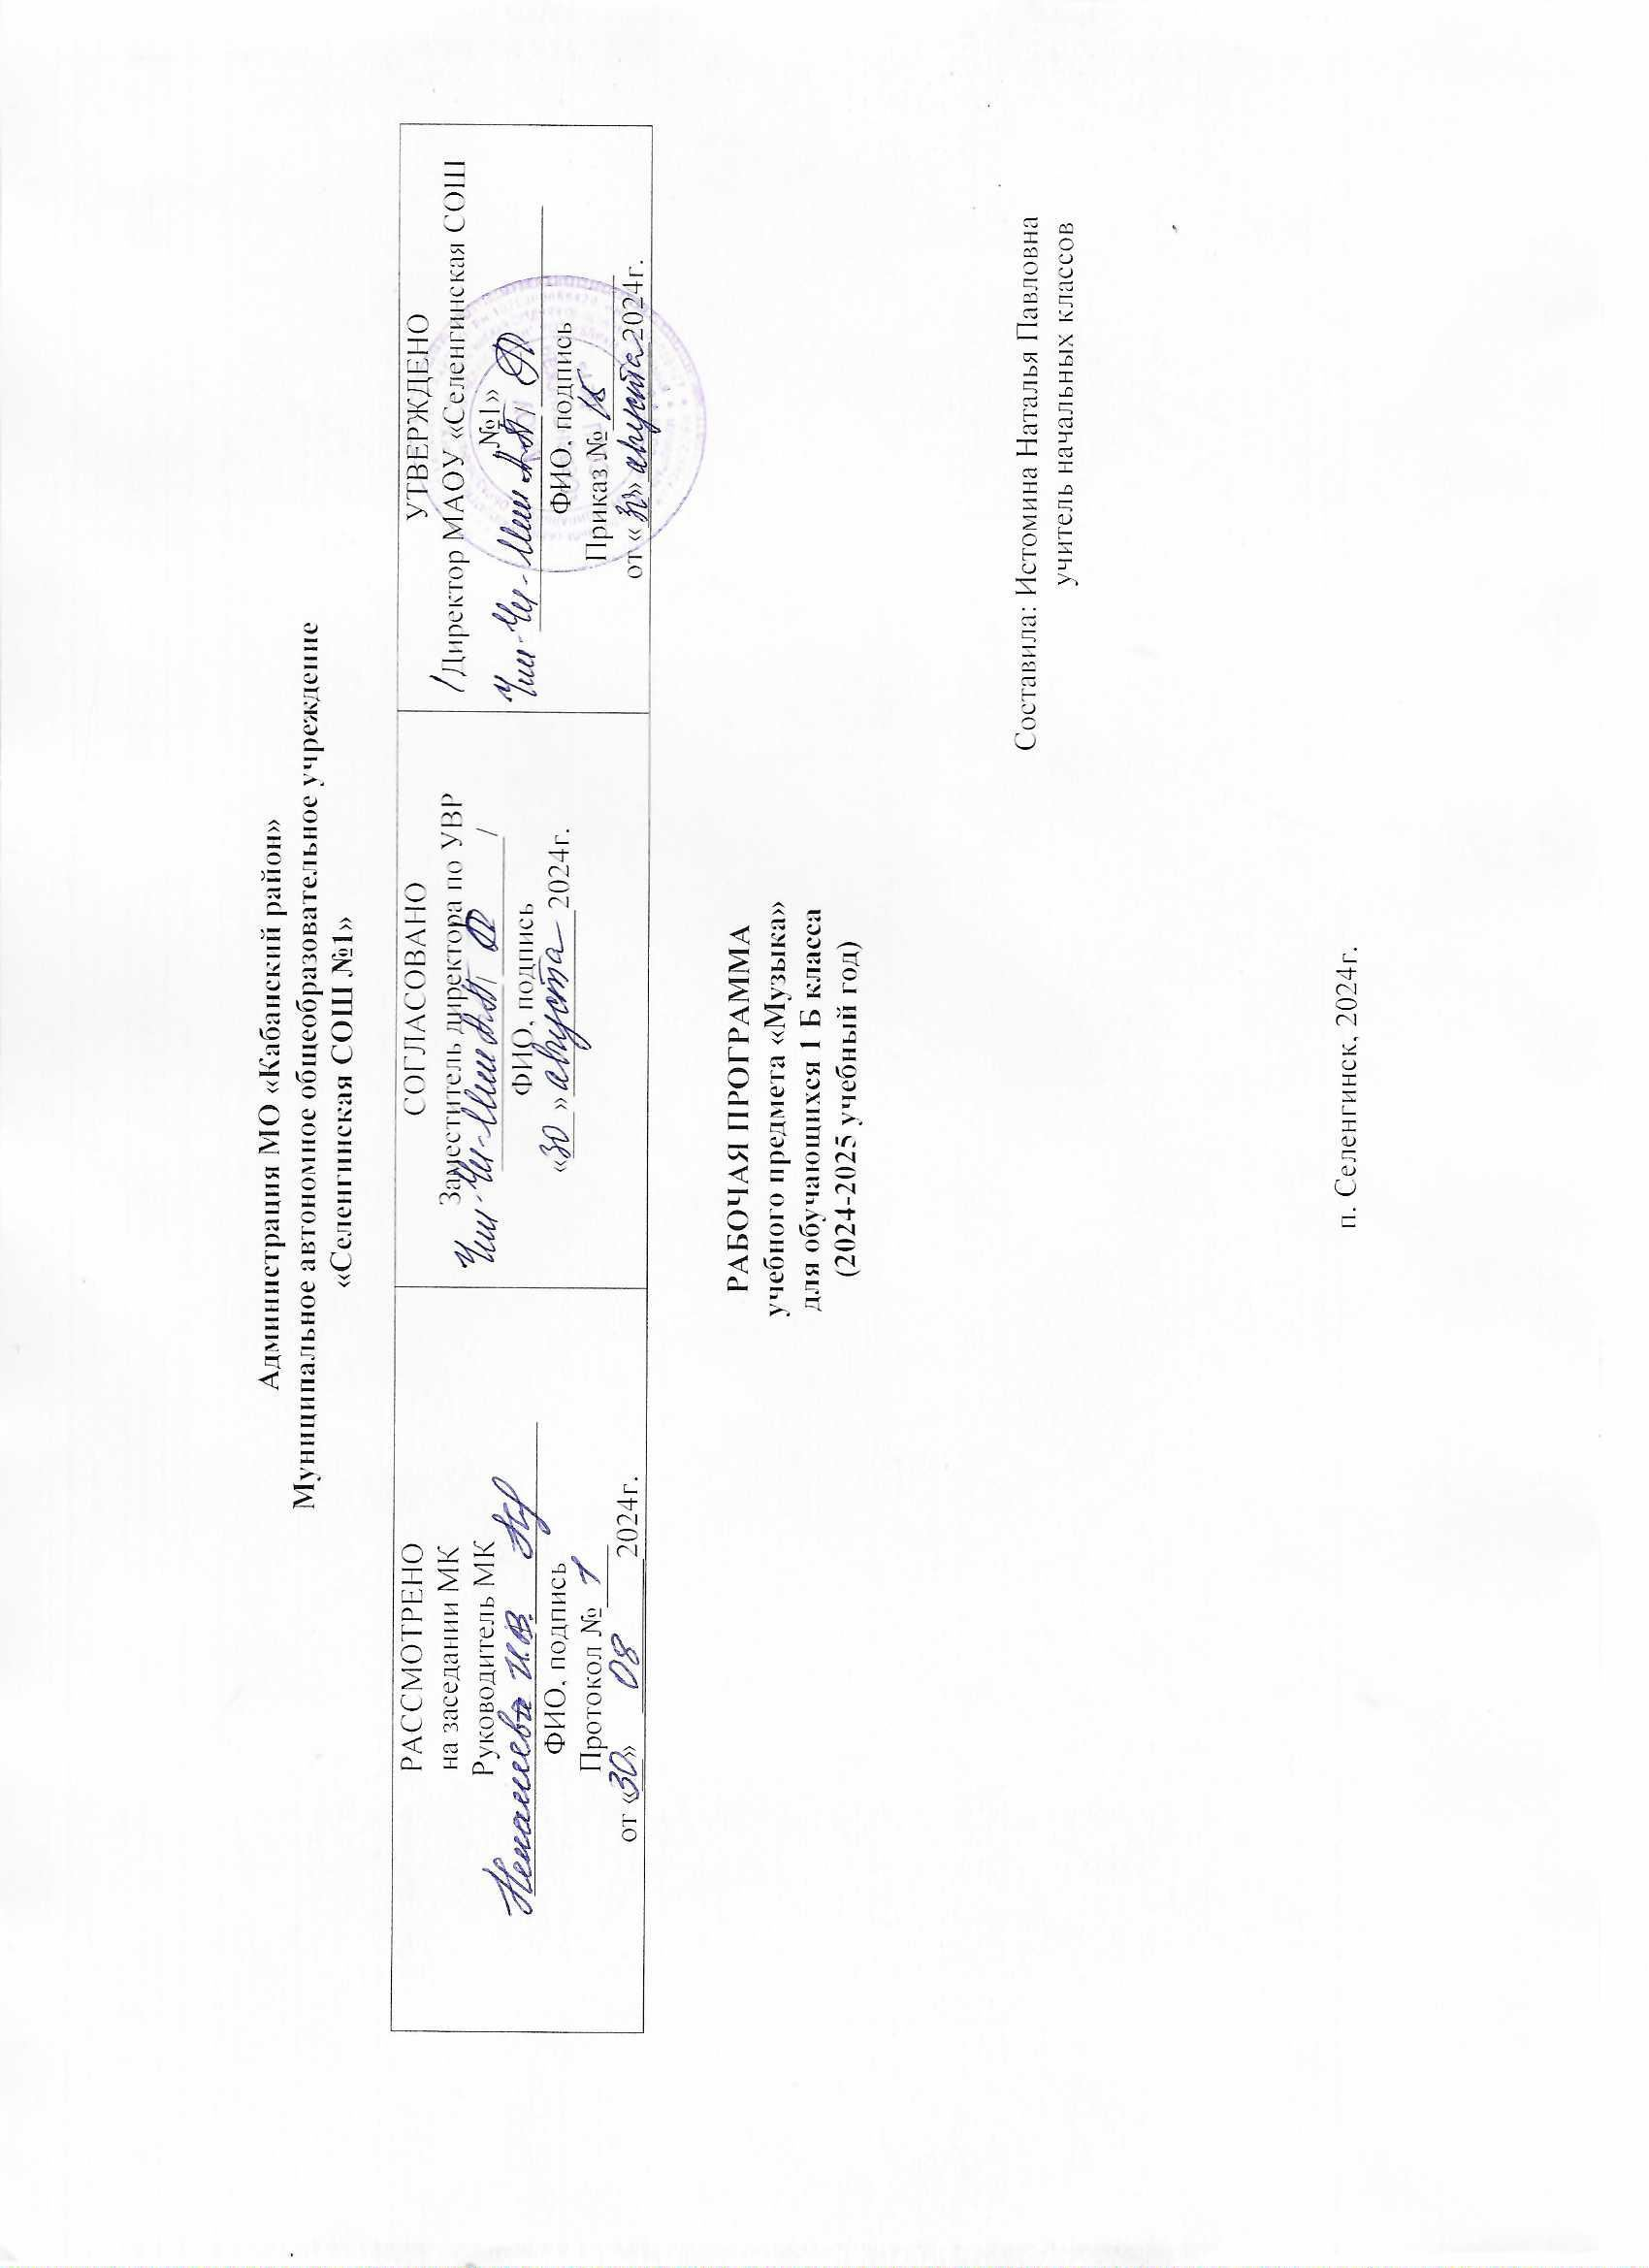 Администрация МО «Кабанский район»
Муниципальное автономное общеобразовательное учреждение
«Селенгинская СОШ №1»
РАССМОТРЕНО
на заседании МК
Руководитель МК
И.В.
ФИО, подпись
Протокол № 1
от «30» 08 2024г.
СОГЛАСОВАНО
Заместитель директора по УВР
ФИО, подпись
«30» августа 2024г.
УТВЕРЖДЕНО
Директор МАОУ «Селенгинская СОШ
№1»
ФИО, подпись
Приказ № 15
от «30» августа 2024г.
РАБОЧАЯ ПРОГРАММА
учебного предмета «Музыка»
для обучающихся 1 Б класса
(2024-2025 учебный год)
Составила: Истомина Наталья Павловна
учитель начальных классов
п. Селенгинск, 2024г.